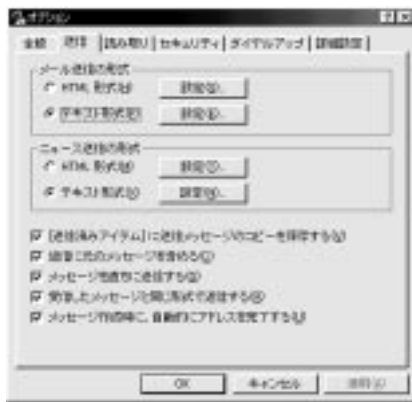 オプション
全般 送信 読み取り セキュリティ ダイヤルアップ 詳細設定
メール送信の形式
HTML 形式(H) 設定(G)...
テキスト形式(P) 設定(E)...
ニュース送信の形式
HTML 形式(M) 設定(T)...
テキスト形式(X) 設定(N)...
[送信済みアイテム] に送信メッセージのコピーを保存する(V)
返信に元のメッセージを含める(C)
メッセージを直ちに送信する(I)
受信したメッセージと同じ形式で送信する(R)
メッセージ作成時に、自動的にアドレスを完了する(U)
OK キャンセル 適用(A)